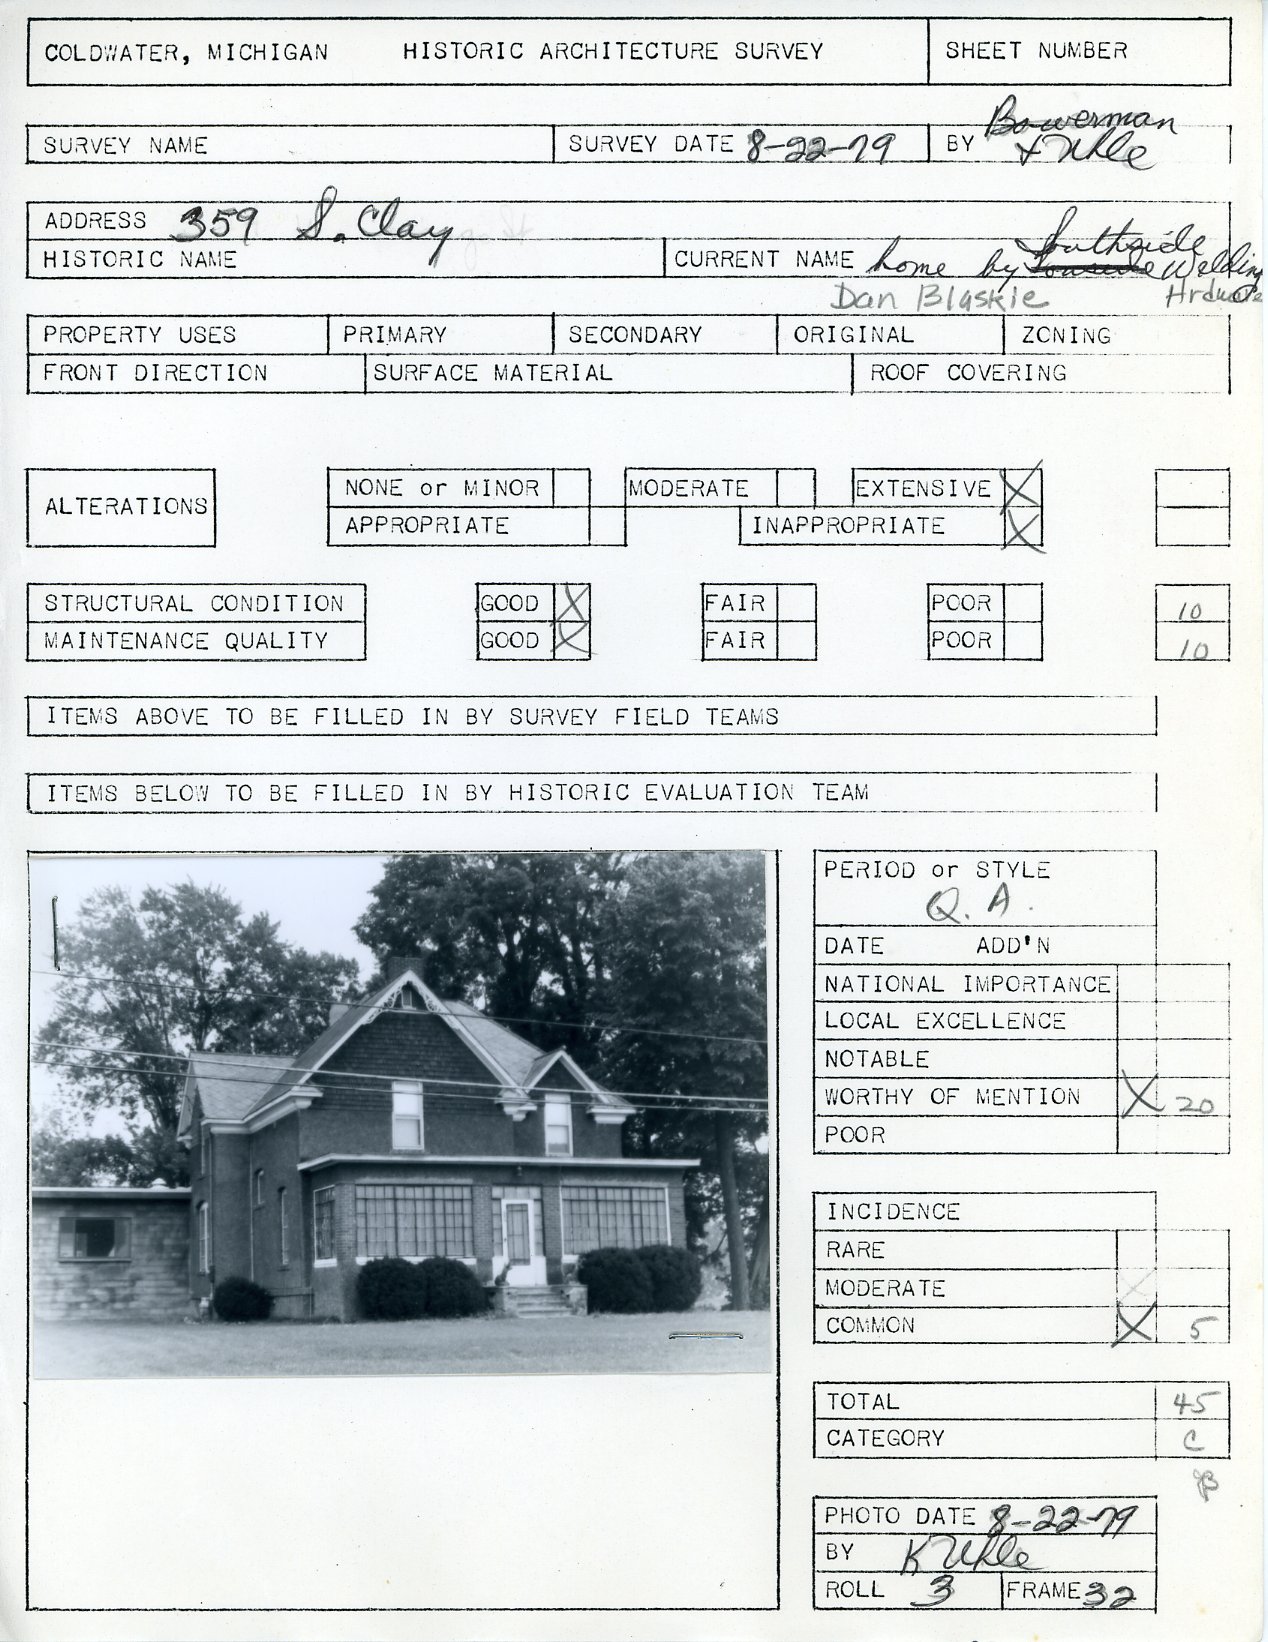 COLDWATER, MICHIGAN HISTORIC ARCHITECTURE SURVEY SHEET NUMBER
SURVEY NAME SURVEY DATE 8-22-79 BY Bowerman & Uhle
ADDRESS 359 S. Clay
HISTORIC NAME CURRENT NAME home by Southside Welding
Dan Blaskie Hrdware
PROPERTY USES PRIMARY SECONDARY ORIGINAL ZONING
FRONT DIRECTION SURFACE MATERIAL ROOF COVERING
ALTERATIONS NONE or MINOR MODERATE EXTENSIVE X
APPROPRIATE INAPPROPRIATE X
STRUCTURAL CONDITION GOOD X FAIR POOR 10
MAINTENANCE QUALITY GOOD X FAIR POOR 10
ITEMS ABOVE TO BE FILLED IN BY SURVEY FIELD TEAMS
ITEMS BELOW TO BE FILLED IN BY HISTORIC EVALUATION TEAM
PERIOD or STYLE
Q. A.
DATE ADD'N
NATIONAL IMPORTANCE
LOCAL EXCELLENCE
NOTABLE
WORTHY OF MENTION X 20
POOR
INCIDENCE
RARE
MODERATE
COMMON X 5
TOTAL 45
CATEGORY C
PHOTO DATE 8-22-79
BY K Uhle
ROLL 3 FRAME 32